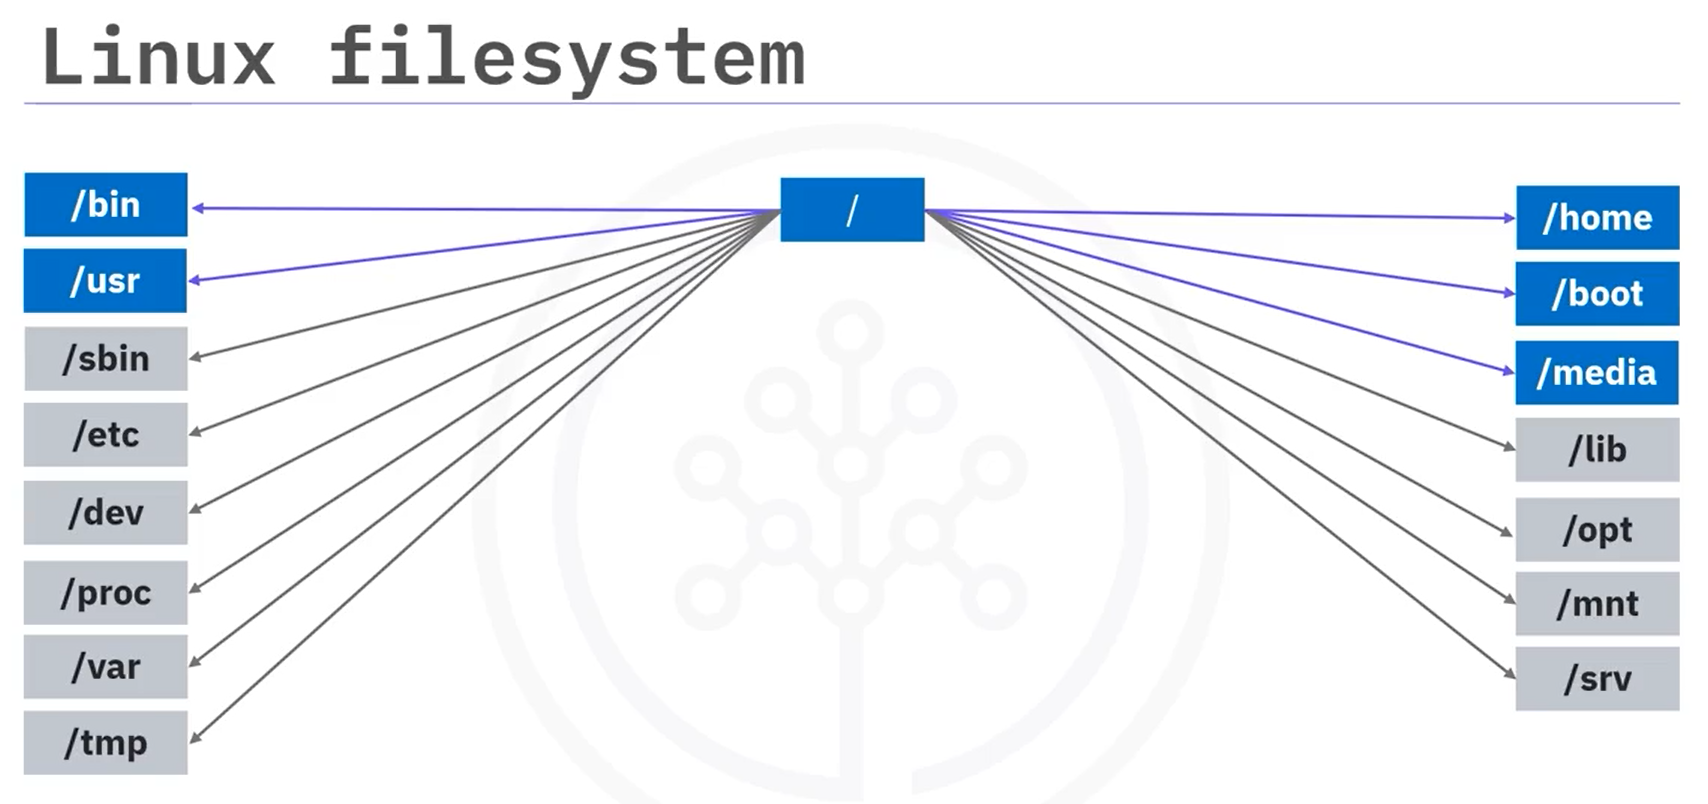 Linux filesystem
/
/bin
/usr
/sbin
/etc
/dev
/proc
/var
/tmp
/home
/boot
/media
/lib
/opt
/mnt
/srv